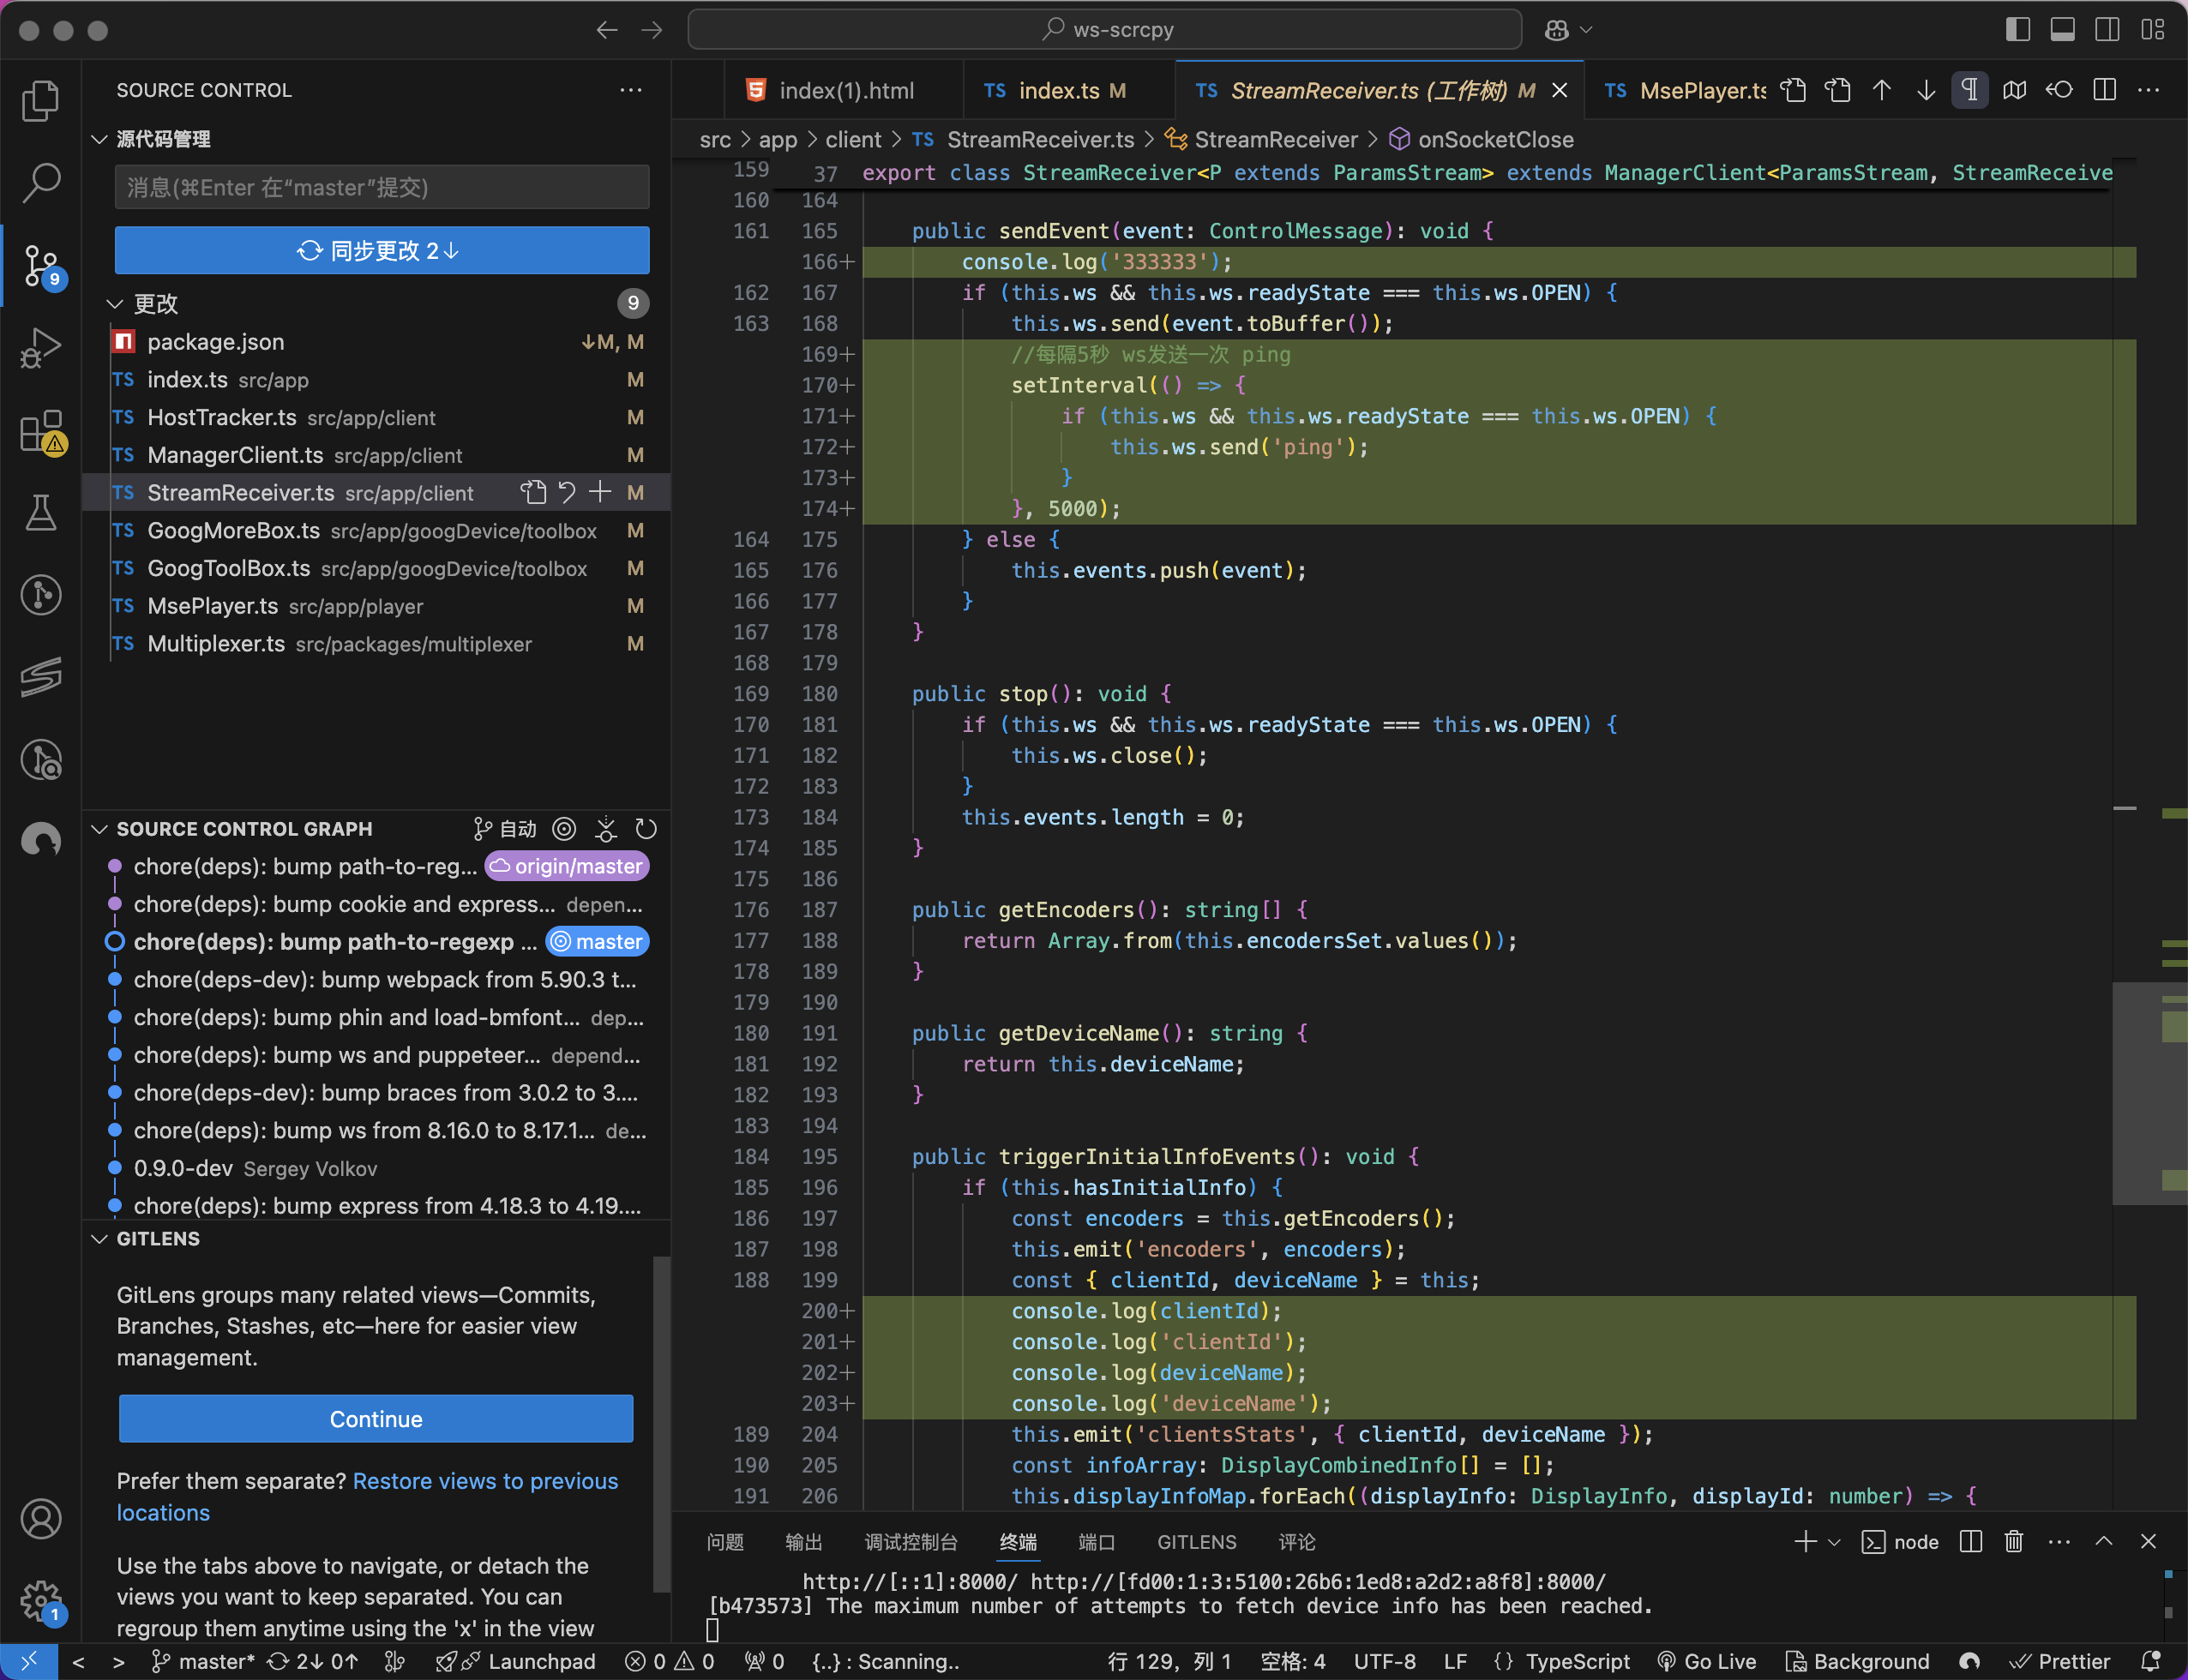 ws-scrcpy
SOURCE CONTROL
源代码管理
消息(⌘Enter 在“master”提交)
同步更改 2↓
更改 9
package.json ↓M, M
TS index.ts src/app M
TS HostTracker.ts src/app/client M
TS ManagerClient.ts src/app/client M
TS StreamReceiver.ts src/app/client M
TS GoogMoreBox.ts src/app/googDevice/toolbox M
TS GoogToolBox.ts src/app/googDevice/toolbox M
TS MsePlayer.ts src/app/player M
TS Multiplexer.ts src/packages/multiplexer M
9
SOURCE CONTROL GRAPH 自动
chore(deps): bump path-to-reg... origin/master
chore(deps): bump cookie and express... depen...
chore(deps): bump path-to-regexp ... master
chore(deps-dev): bump webpack from 5.90.3 t...
chore(deps): bump phin and load-bmfont... dep...
chore(deps): bump ws and puppeteer... depend...
chore(deps-dev): bump braces from 3.0.2 to 3....
chore(deps): bump ws from 8.16.0 to 8.17.1... de...
0.9.0-dev Sergey Volkov
chore(deps): bump express from 4.18.3 to 4.19....
GITLENS
GitLens groups many related views—Commits,
Branches, Stashes, etc—here for easier view
management.
Continue
Prefer them separate? Restore views to previous
locations
Use the tabs above to navigate, or detach the
views you want to keep separated. You can
regroup them anytime using the 'x' in the view
1
index(1).html
TS index.ts M
TS StreamReceiver.ts (工作树) M
TS MsePlayer.ts
src > app > client > TS StreamReceiver.ts > StreamReceiver > onSocketClose
159 37 export class StreamReceiver<P extends ParamsStream> extends ManagerClient<ParamsStream, StreamReceive
160 164
161 165 public sendEvent(event: ControlMessage): void {
166+ console.log('333333');
162 167 if (this.ws && this.ws.readyState === this.ws.OPEN) {
163 168 this.ws.send(event.toBuffer());
169+ //每隔5秒 ws发送一次 ping
170+ setInterval(() => {
171+ if (this.ws && this.ws.readyState === this.ws.OPEN) {
172+ this.ws.send('ping');
173+ }
174+ }, 5000);
164 175 } else {
165 176 this.events.push(event);
166 177 }
167 178 }
168 179
169 180 public stop(): void {
170 181 if (this.ws && this.ws.readyState === this.ws.OPEN) {
171 182 this.ws.close();
172 183 }
173 184 this.events.length = 0;
174 185 }
175 186
176 187 public getEncoders(): string[] {
177 188 return Array.from(this.encodersSet.values());
178 189 }
179 190
180 191 public getDeviceName(): string {
181 192 return this.deviceName;
182 193 }
183 194
184 195 public triggerInitialInfoEvents(): void {
185 196 if (this.hasInitialInfo) {
186 197 const encoders = this.getEncoders();
187 198 this.emit('encoders', encoders);
188 199 const { clientId, deviceName } = this;
200+ console.log(clientId);
201+ console.log('clientId');
202+ console.log(deviceName);
203+ console.log('deviceName');
189 204 this.emit('clientsStats', { clientId, deviceName });
190 205 const infoArray: DisplayCombinedInfo[] = [];
191 206 this.displayInfoMap.forEach((displayInfo: DisplayInfo, displayId: number) => {
问题 输出 调试控制台 终端 端口 GITLENS 评论 node
http://[::1]:8000/ http://[fd00:1:3:5100:26b6:1ed8:a2d2:a8f8]:8000/
[b473573] The maximum number of attempts to fetch device info has been reached.
master* 2↓ 0↑ Launchpad 0 0 0 {..} : Scanning.. 行 129，列 1 空格: 4 UTF-8 LF {} TypeScript Go Live Background Prettier